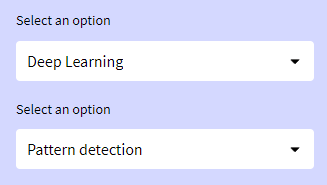 Select an option
Deep Learning
Select an option
Pattern detection